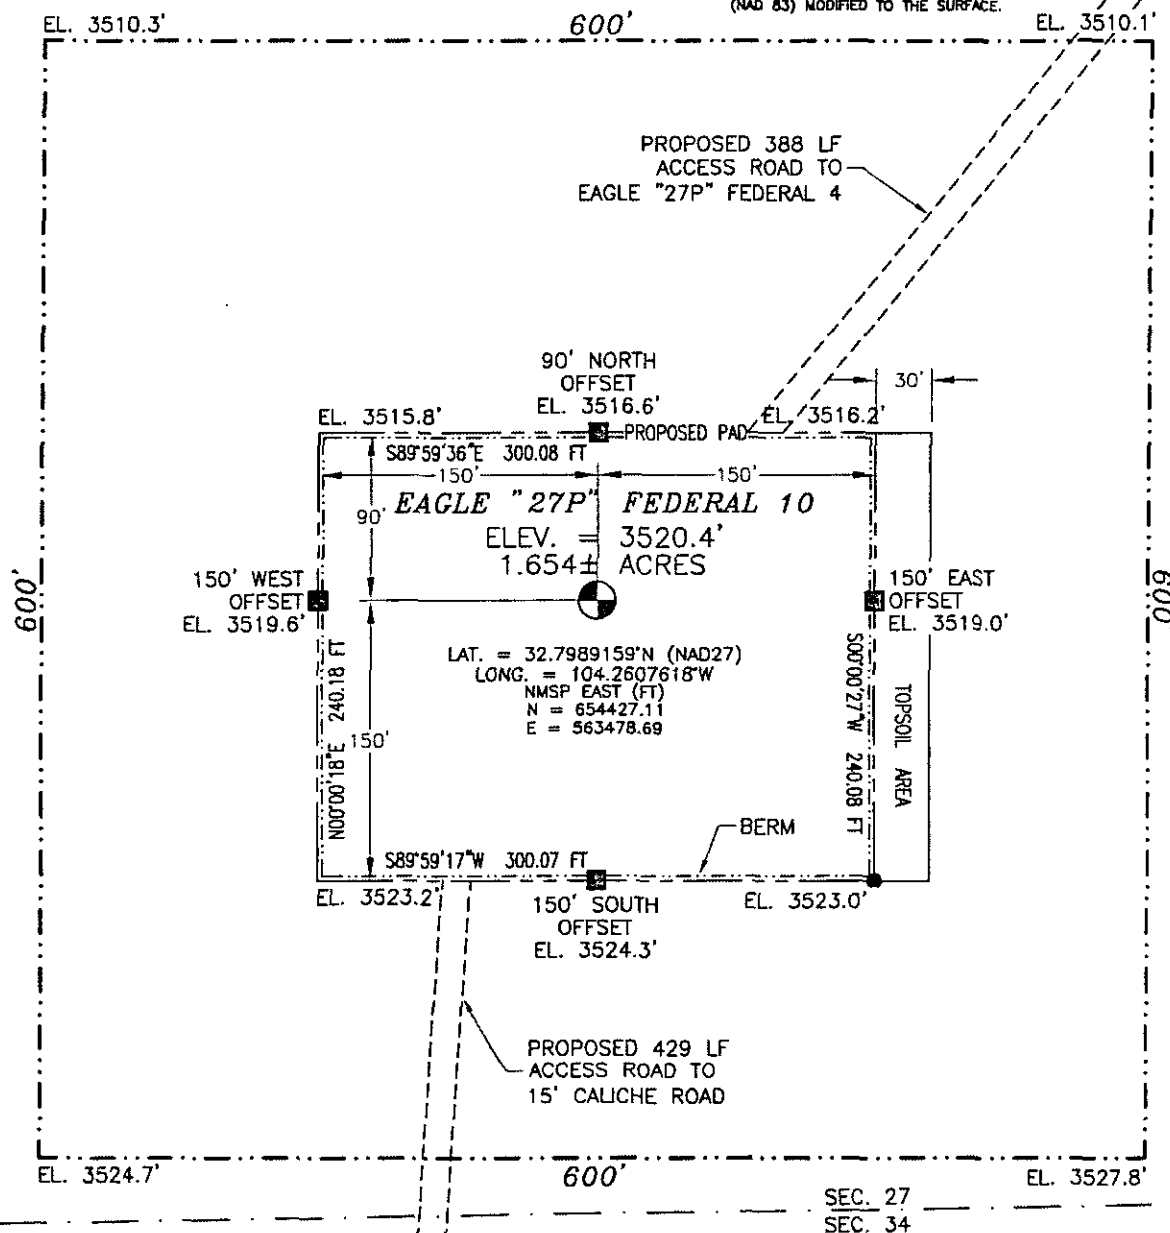 (NAD 83) MODIFIED TO THE SURFACE.
EL. 3510.3'
600'
EL. 3510.1'
PROPOSED 388 LF
ACCESS ROAD TO
EAGLE "27P" FEDERAL 4
90' NORTH
OFFSET
EL. 3516.6'
30'
EL. 3515.8'
EL. 3516.2'
PROPOSED PAD
S89°59'36"E 300.08 FT
150'
150'
90'
EAGLE "27P" FEDERAL 10
ELEV. = 3520.4'
1.654± ACRES
150' WEST
OFFSET
EL. 3519.6'
150' EAST
OFFSET
EL. 3519.0'
600'
600'
LAT. = 32.7989159°N (NAD27)
LONG. = 104.2607618°W
NMSP EAST (FT)
N = 654427.11
E = 563478.69
N00°00'18"E 240.18 FT
150'
S00°00'27"W 240.08 FT
TOPSOIL AREA
BERM
S89°59'17"W 300.07 FT
EL. 3523.2'
150' SOUTH
OFFSET
EL. 3524.3'
EL. 3523.0'
PROPOSED 429 LF
ACCESS ROAD TO
15' CALICHE ROAD
EL. 3524.7'
600'
EL. 3527.8'
SEC. 27
SEC. 34